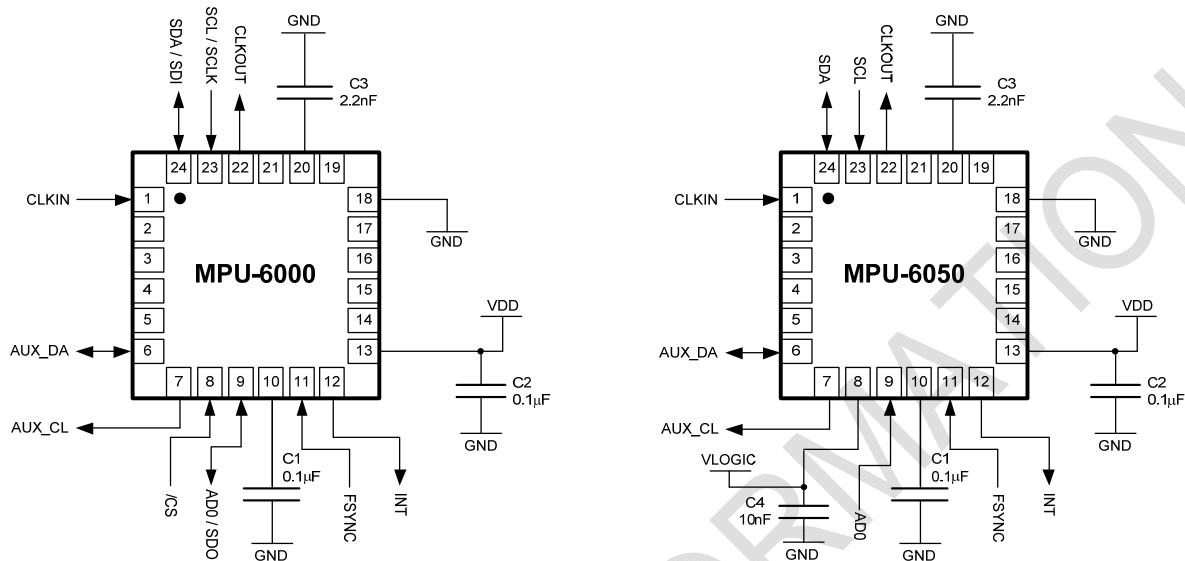 GND
SDA / SDI
SCL / SCLK
CLKOUT
C3
2.2nF
24 23 22 21 20 19
CLKIN
1
2
3
4
5
6
18
17
16
15
14
13
MPU-6000
GND
VDD
AUX_DA
C2
0.1µF
GND
7 8 9 10 11 12
AUX_CL
/CS
AD0 / SDO
C1
0.1µF
GND
FSYNC
INT
GND
SDA
SCL
CLKOUT
C3
2.2nF
24 23 22 21 20 19
CLKIN
1
2
3
4
5
6
18
17
16
15
14
13
MPU-6050
GND
VDD
AUX_DA
C2
0.1µF
GND
7 8 9 10 11 12
AUX_CL
VLOGIC
C4
10nF
GND
AD0
C1
0.1µF
GND
FSYNC
INT
ORMATION